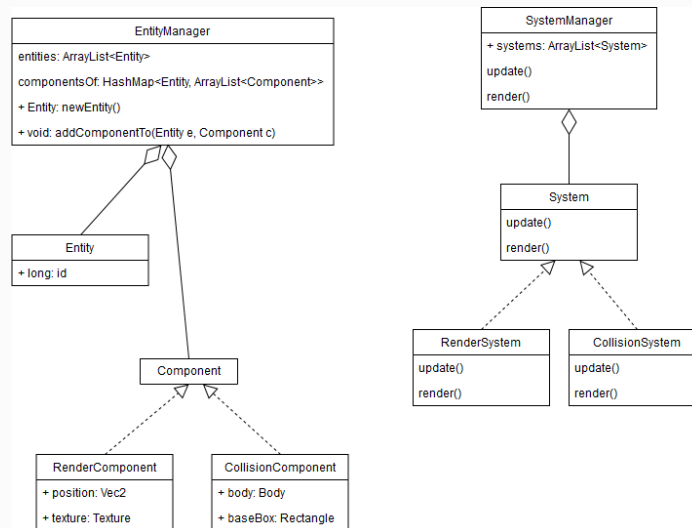 EntityManager
entities: ArrayList<Entity>
componentsOf: HashMap<Entity, ArrayList<Component>>
+ Entity: newEntity()
+ void: addComponentTo(Entity e, Component c)
SystemManager
+ systems: ArrayList<System>
update()
render()
System
update()
render()
Entity
+ long: id
RenderSystem
update()
render()
CollisionSystem
update()
render()
Component
RenderComponent
+ position: Vec2
+ texture: Texture
CollisionComponent
+ body: Body
+ baseBox: Rectangle